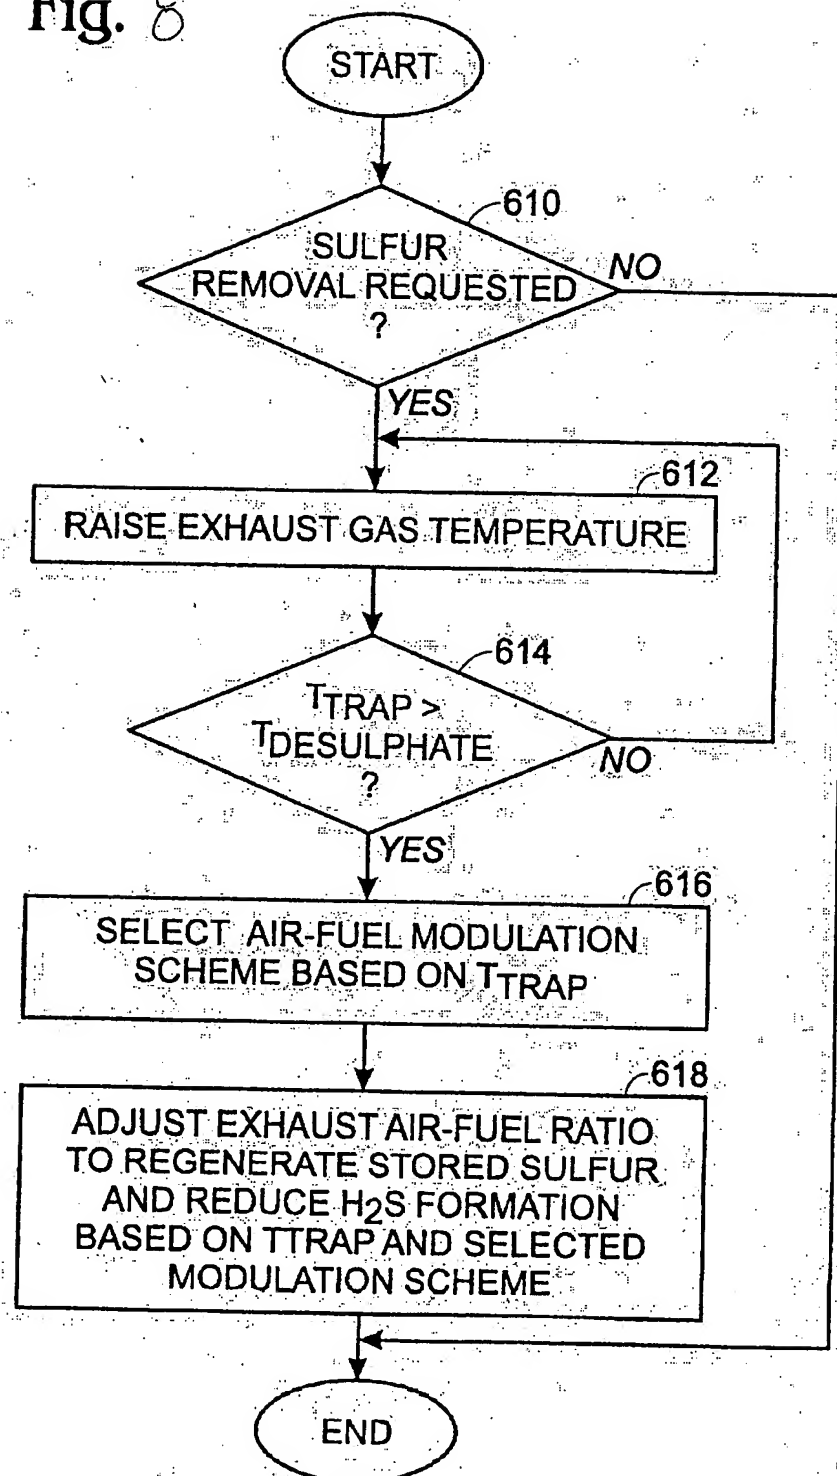 Fig. 8
START
610
SULFUR
REMOVAL REQUESTED
?
NO
YES
612
RAISE EXHAUST GAS TEMPERATURE
614
TTRAP >
TDESULPHATE
?
NO
YES
616
SELECT AIR-FUEL MODULATION
SCHEME BASED ON TTRAP
618
ADJUST EXHAUST AIR-FUEL RATIO
TO REGENERATE STORED SULFUR
AND REDUCE H2S FORMATION
BASED ON TTRAP AND SELECTED
MODULATION SCHEME
END